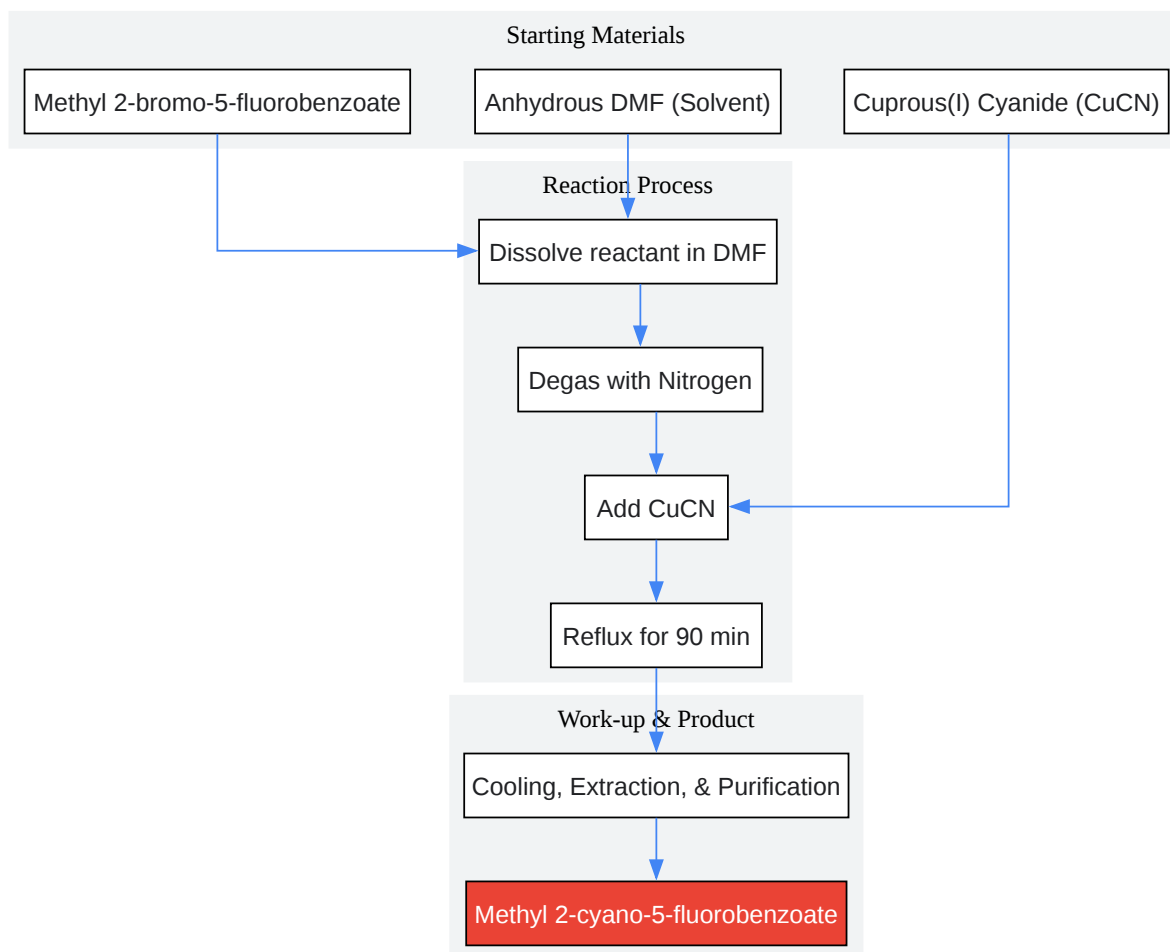 Starting Materials
Methyl 2-bromo-5-fluorobenzoate
Anhydrous DMF (Solvent)
Cuprous(I) Cyanide (CuCN)
Reaction Process
Dissolve reactant in DMF
Degas with Nitrogen
Add CuCN
Reflux for 90 min
Work-up & Product
Cooling, Extraction, & Purification
Methyl 2-cyano-5-fluorobenzoate